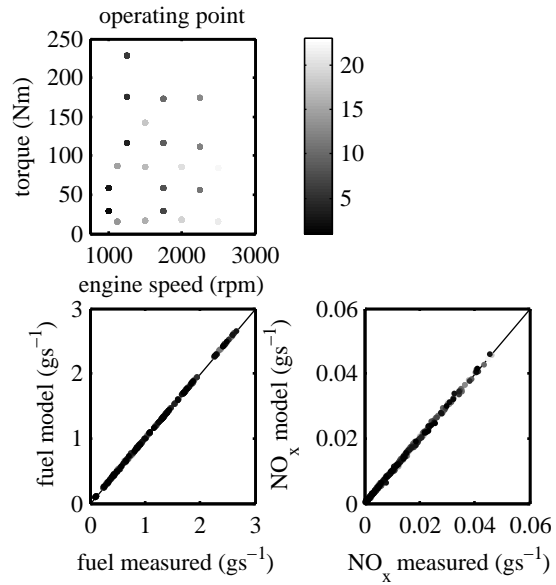 operating point
250
200
150
100
50
0
torque (Nm)
1000 2000 3000
engine speed (rpm)
20
15
10
5
3
2
1
0
fuel model (gs⁻¹)
0 1 2 3
fuel measured (gs⁻¹)
0.06
0.04
0.02
0.00
NOₓ model (gs⁻¹)
0.00 0.02 0.04 0.06
NOₓ measured (gs⁻¹)